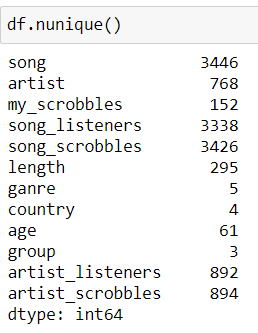 df.nunique()
song 3446
artist 768
my_scrobbles 152
song_listeners 3338
song_scrobbles 3426
length 295
ganre 5
country 4
age 61
group 3
artist_listeners 892
artist_scrobbles 894
dtype: int64